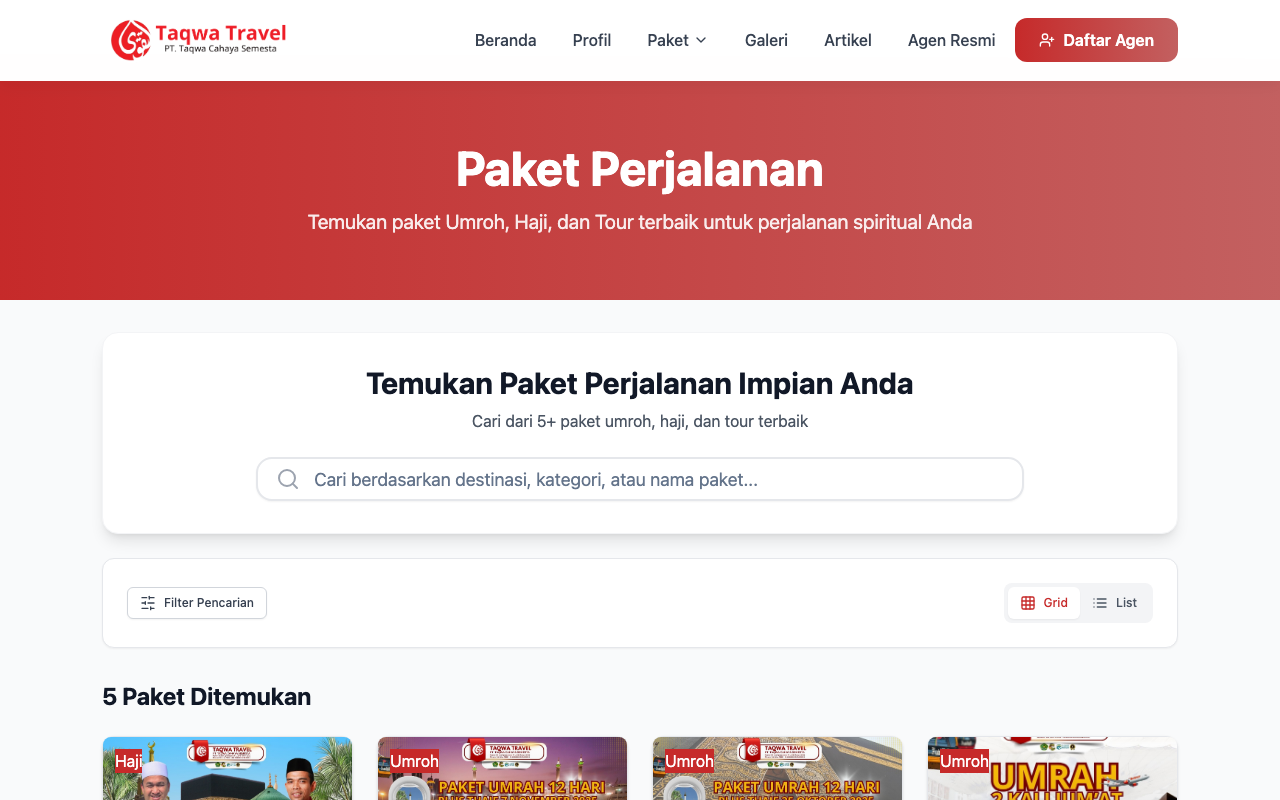 Taqwa Travel
PT. Taqwa Cahaya Semesta
Beranda
Profil
Paket
Galeri
Artikel
Agen Resmi
Daftar Agen
Paket Perjalanan
Temukan paket Umroh, Haji, dan Tour terbaik untuk perjalanan spiritual Anda
Temukan Paket Perjalanan Impian Anda
Cari dari 5+ paket umroh, haji, dan tour terbaik
Cari berdasarkan destinasi, kategori, atau nama paket...
Filter Pencarian
Grid
List
5 Paket Ditemukan
Haji
TAQWA TRAVEL
Umroh
TAQWA TRAVEL
PAKET UMRAH 12 HARI
Umroh
TAQWA TRAVEL
PAKET UMRAH 12 HARI
Umroh
UMRAH